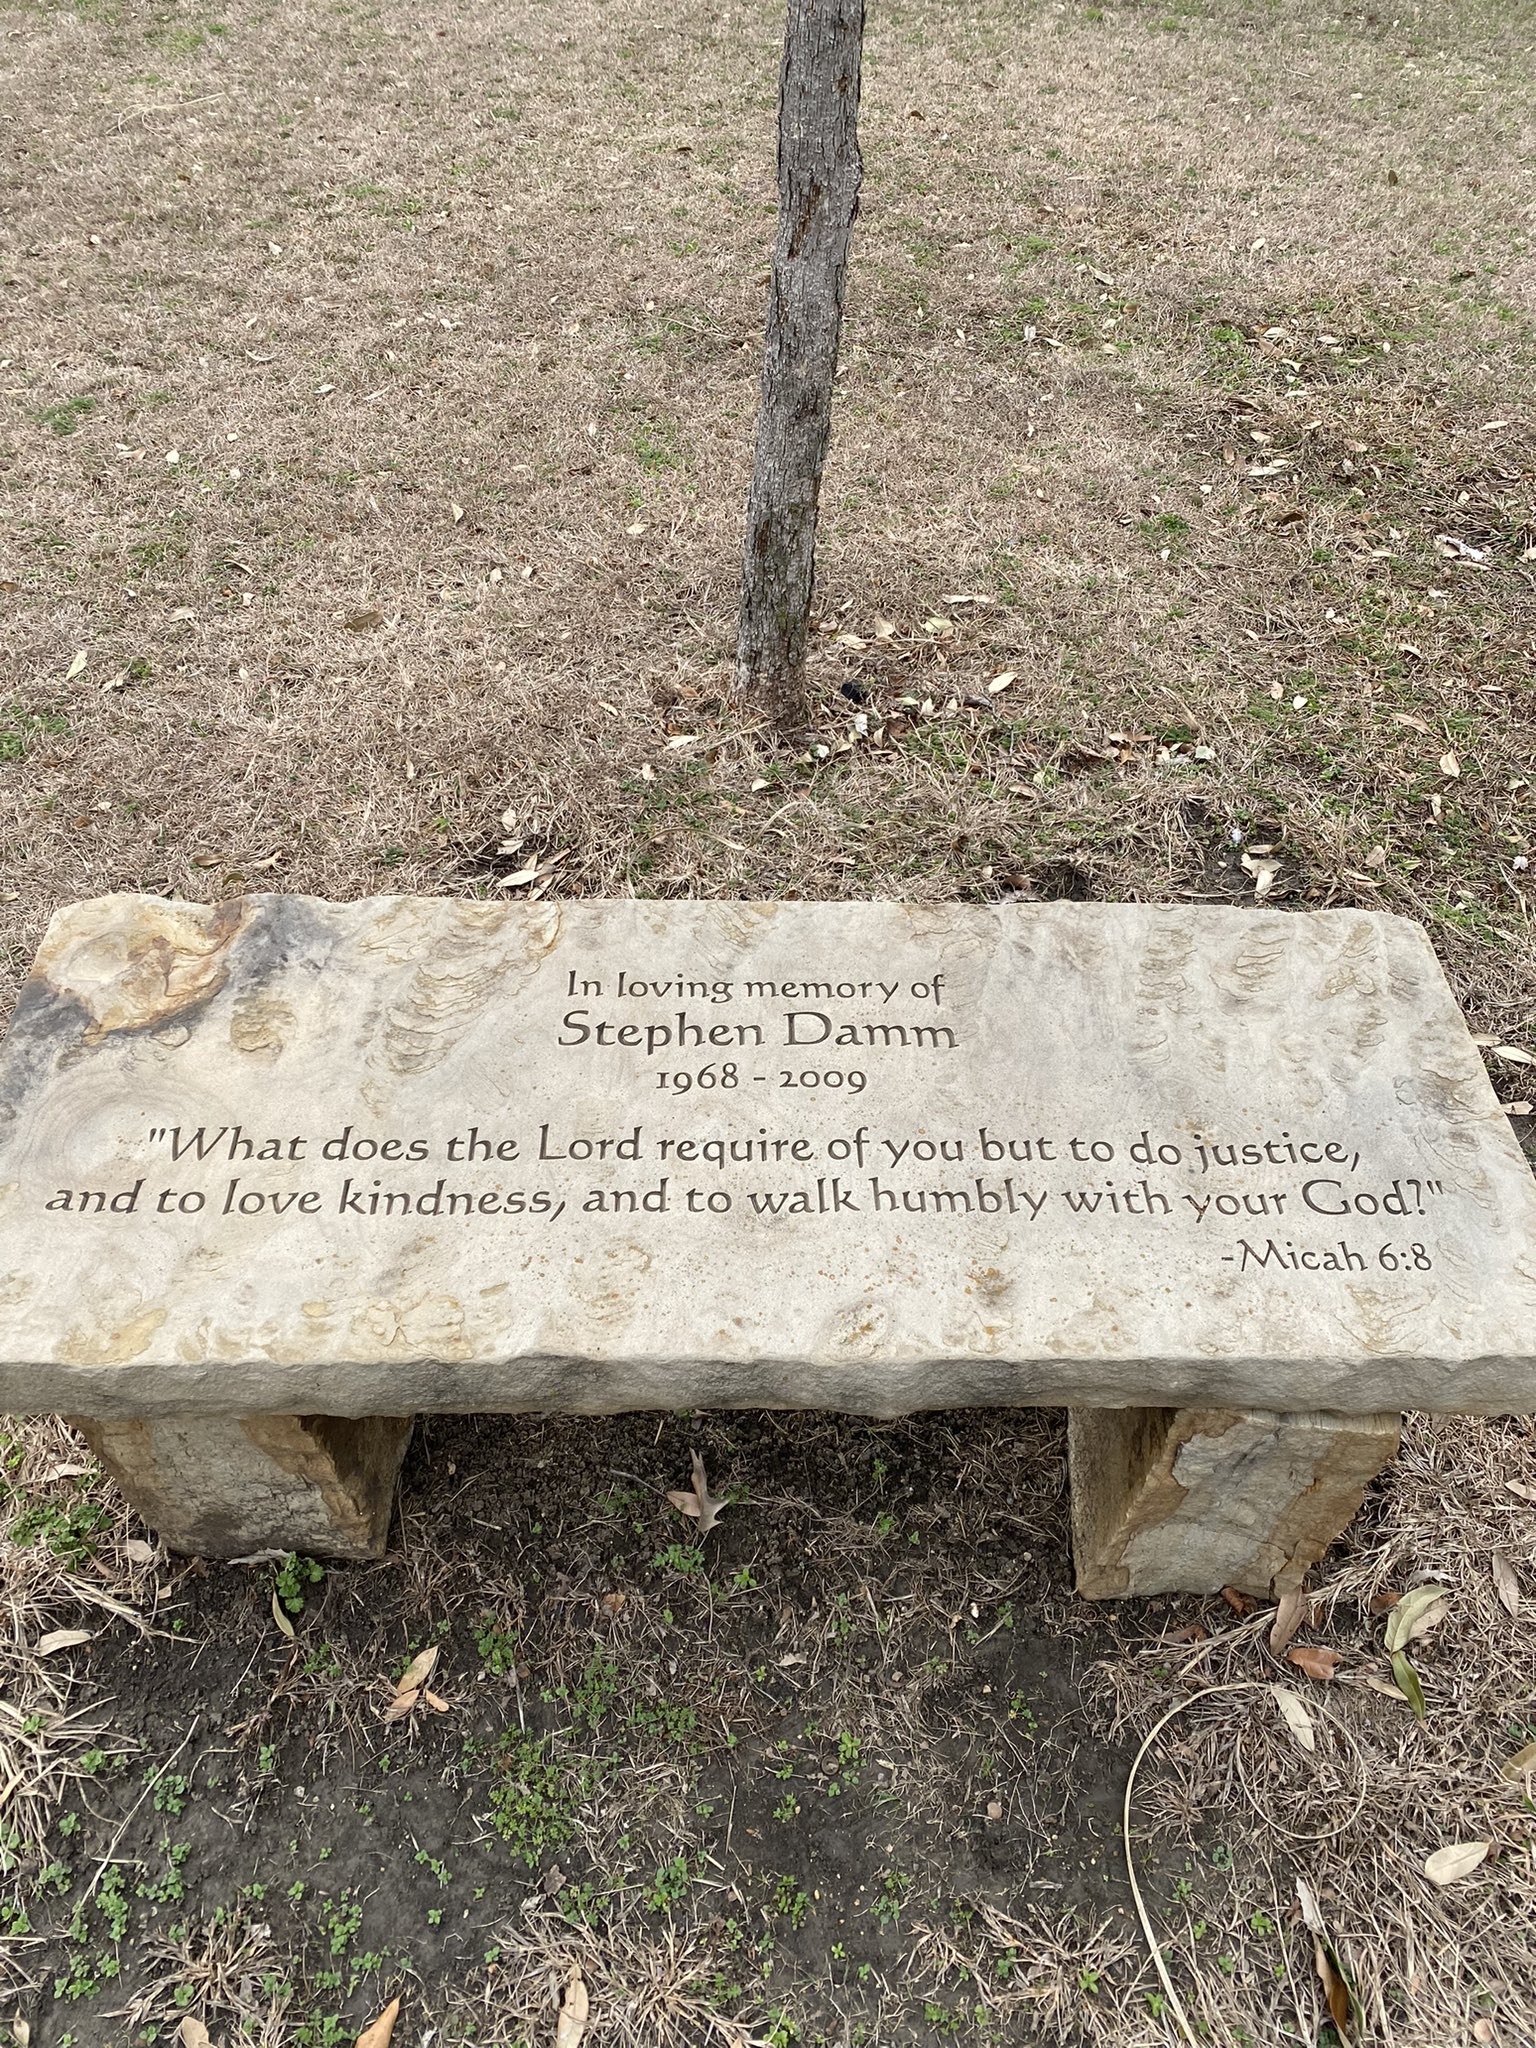 In loving memory of
Stephen Damm
1968 - 2009
"What does the Lord require of you but to do justice,
and to love kindness, and to walk humbly with your God?"
-Micah 6:8